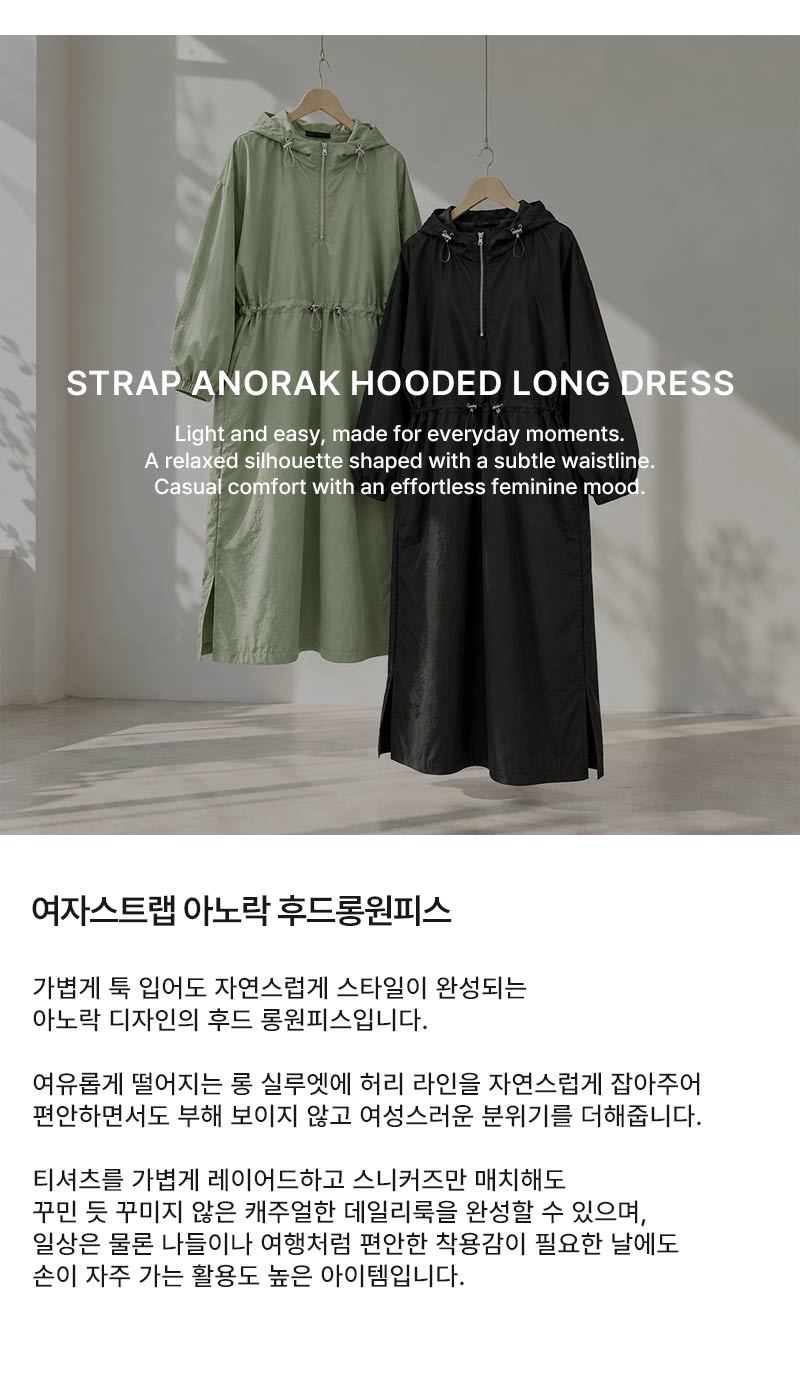 STRAP ANORAK HOODED LONG DRESS
Light and easy, made for everyday moments.
A relaxed silhouette shaped with a subtle waistline.
Casual comfort with an effortless feminine mood.
여자스트랩 아노락 후드롱원피스
가볍게 툭 입어도 자연스럽게 스타일이 완성되는
아노락 디자인의 후드 롱원피스입니다.
여유롭게 떨어지는 롱 실루엣에 허리 라인을 자연스럽게 잡아주어
편안하면서도 부해 보이지 않고 여성스러운 분위기를 더해줍니다.
티셔츠를 가볍게 레이어드하고 스니커즈만 매치해도
꾸민 듯 꾸미지 않은 캐주얼한 데일리룩을 완성할 수 있으며,
일상은 물론 나들이나 여행처럼 편안한 착용감이 필요한 날에도
손이 자주 가는 활용도 높은 아이템입니다.